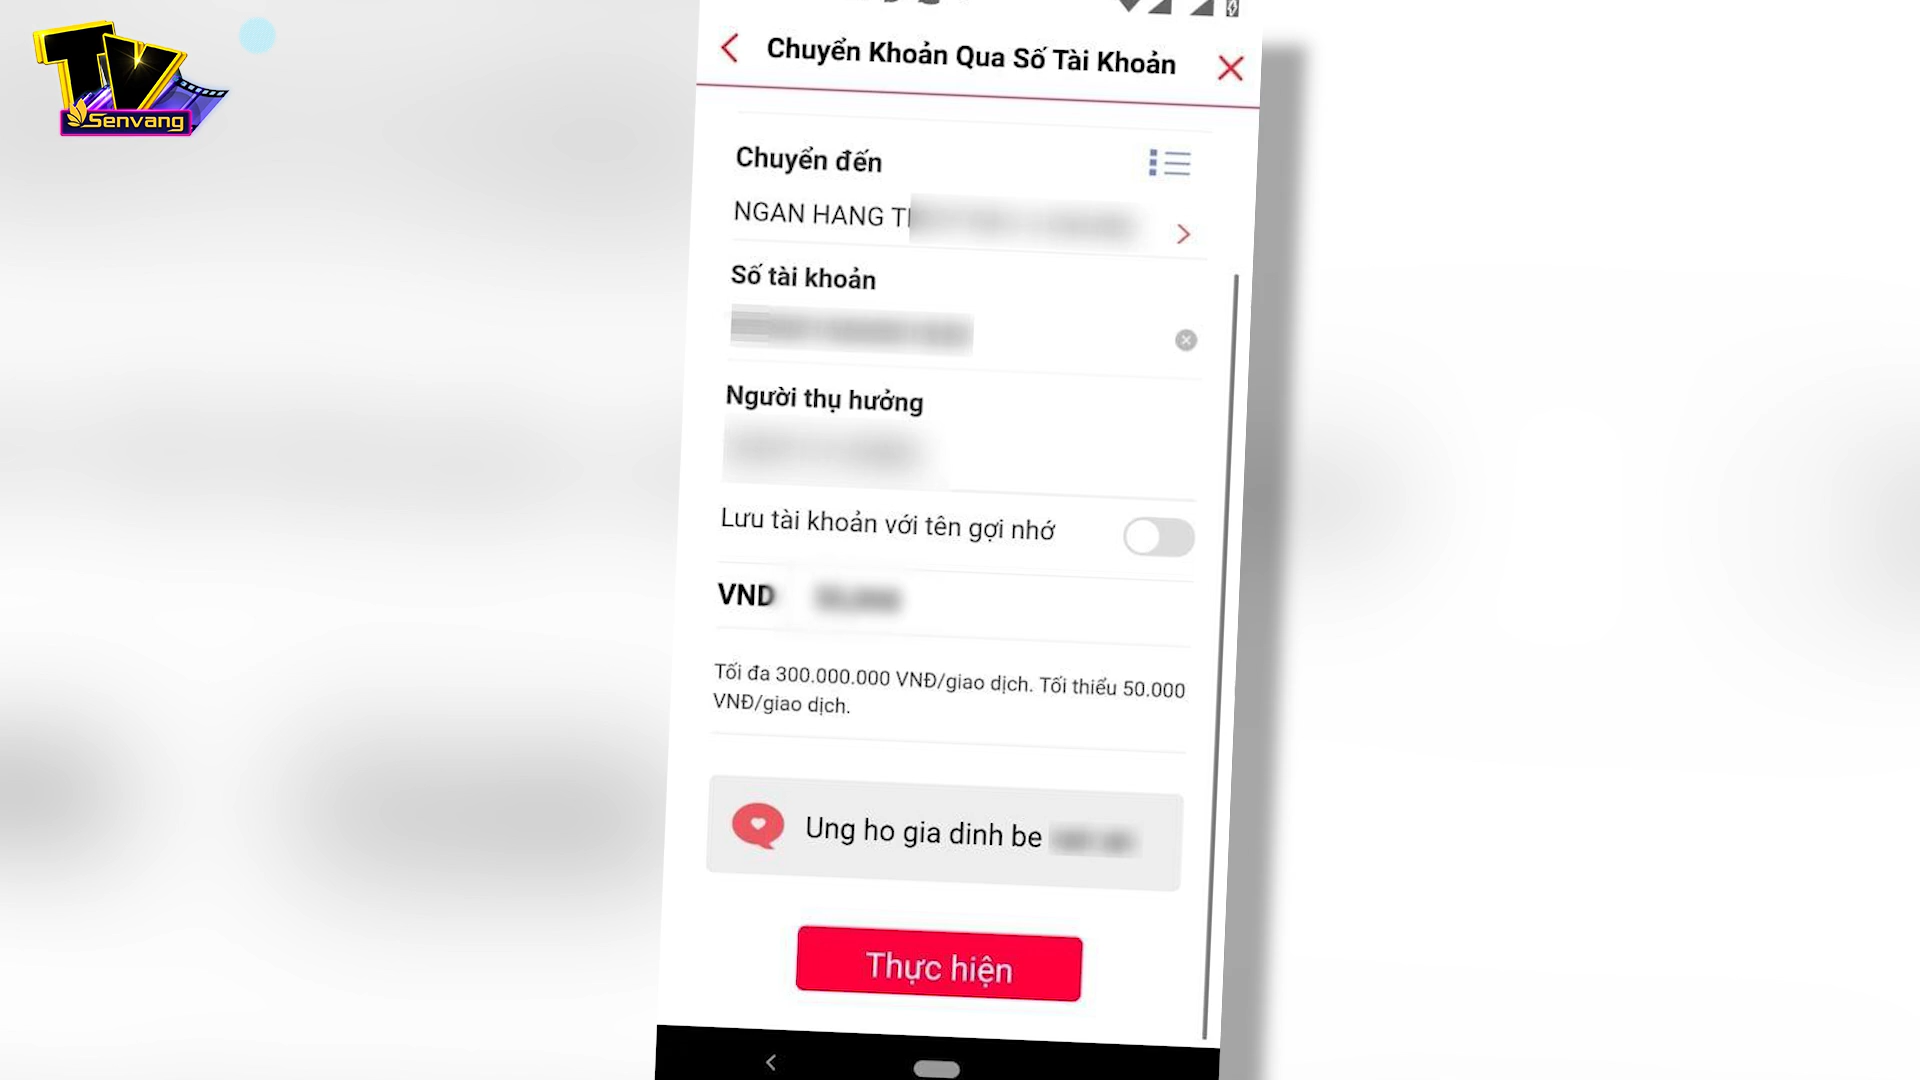 TV
Senvang
Chuyển Khoản Qua Số Tài Khoản
Chuyển đến
NGAN HANG
Số tài khoản
Người thụ hưởng
Lưu tài khoản với tên gợi nhớ
VND
Tối đa 300.000.000 VNĐ/giao dịch. Tối thiểu 50.000
VNĐ/giao dịch.
Ung ho gia dinh be
Thực hiện